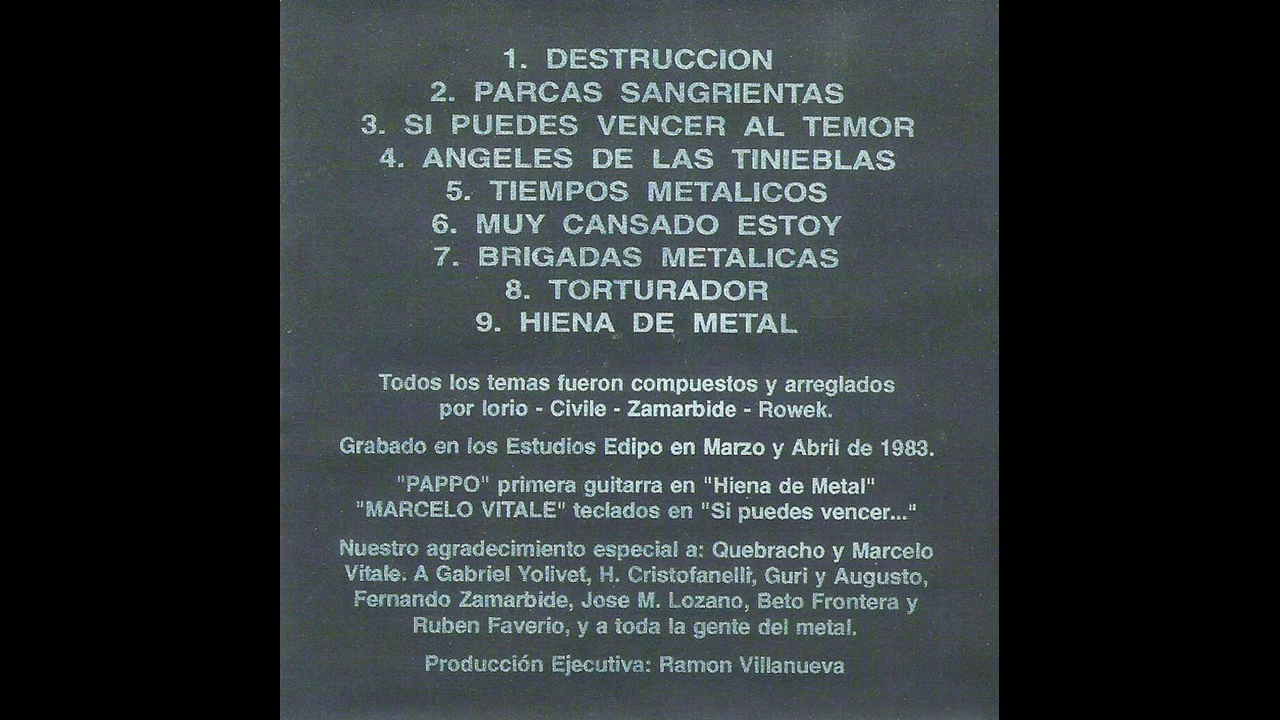 1. DESTRUCCION
2. PARCAS SANGRIENTAS
3. SI PUEDES VENCER AL TEMOR
4. ANGELES DE LAS TINIEBLAS
5. TIEMPOS METALICOS
6. MUY CANSADO ESTOY
7. BRIGADAS METALICAS
8. TORTURADOR
9. HIENA DE METAL
Todos los temas fueron compuestos y arreglados
por Iorio - Civile - Zamarbide - Rowek.
Grabado en los Estudios Edipo en Marzo y Abril de 1983.
"PAPPO" primera guitarra en "Hiena de Metal"
"MARCELO VITALE" teclados en "Si puedes vencer..."
Nuestro agradecimiento especial a: Quebracho y Marcelo
Vitale. A Gabriel Yolivet, H. Cristofanelli, Guri y Augusto,
Fernando Zamarbide, Jose M. Lozano, Beto Frontera y
Ruben Faverio, y a toda la gente del metal.
Producción Ejecutiva: Ramon Villanueva